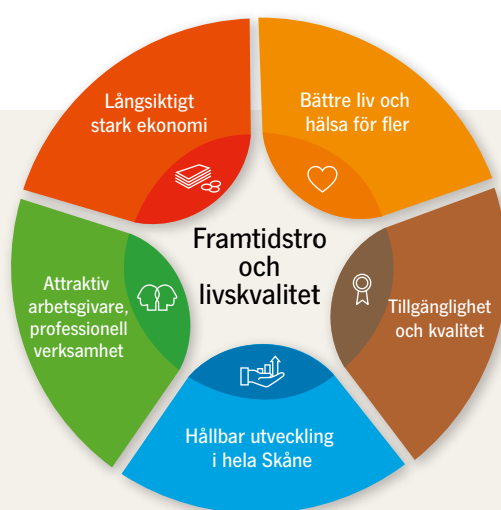 Långsiktigt
stark ekonomi
Bättre liv och
hälsa för fler
Framtidstro
och
livskvalitet
Attraktiv
arbetsgivare,
professionell
verksamhet
Tillgänglighet
och kvalitet
Hållbar utveckling
i hela Skåne